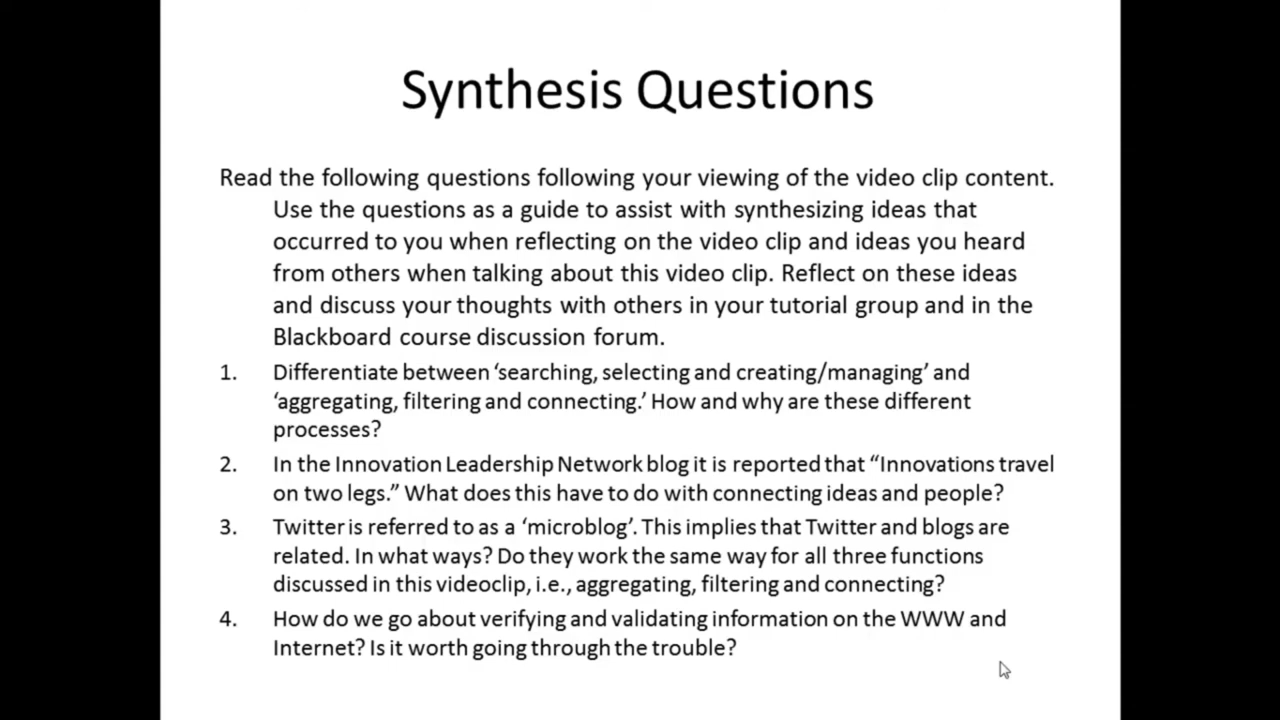 Synthesis Questions
Read the following questions following your viewing of the video clip content.
Use the questions as a guide to assist with synthesizing ideas that
occurred to you when reflecting on the video clip and ideas you heard
from others when talking about this video clip. Reflect on these ideas
and discuss your thoughts with others in your tutorial group and in the
Blackboard course discussion forum.
1. Differentiate between ‘searching, selecting and creating/managing’ and
‘aggregating, filtering and connecting.’ How and why are these different
processes?
2. In the Innovation Leadership Network blog it is reported that “Innovations travel
on two legs.” What does this have to do with connecting ideas and people?
3. Twitter is referred to as a ‘microblog’. This implies that Twitter and blogs are
related. In what ways? Do they work the same way for all three functions
discussed in this videoclip, i.e., aggregating, filtering and connecting?
4. How do we go about verifying and validating information on the WWW and
Internet? Is it worth going through the trouble?